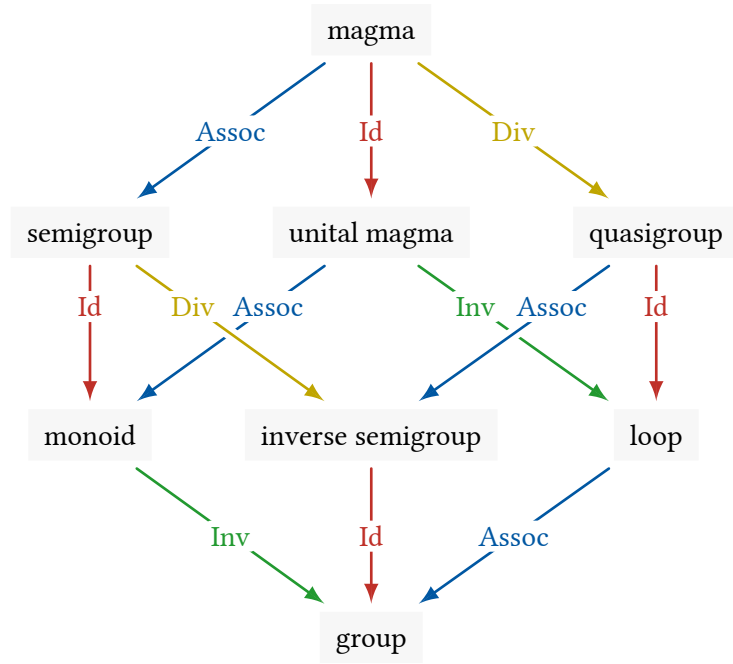 magma
Assoc
Id
Div
semigroup
unital magma
quasigroup
Id
Div
Assoc
Inv
Assoc
Id
monoid
inverse semigroup
loop
Inv
Id
Assoc
group